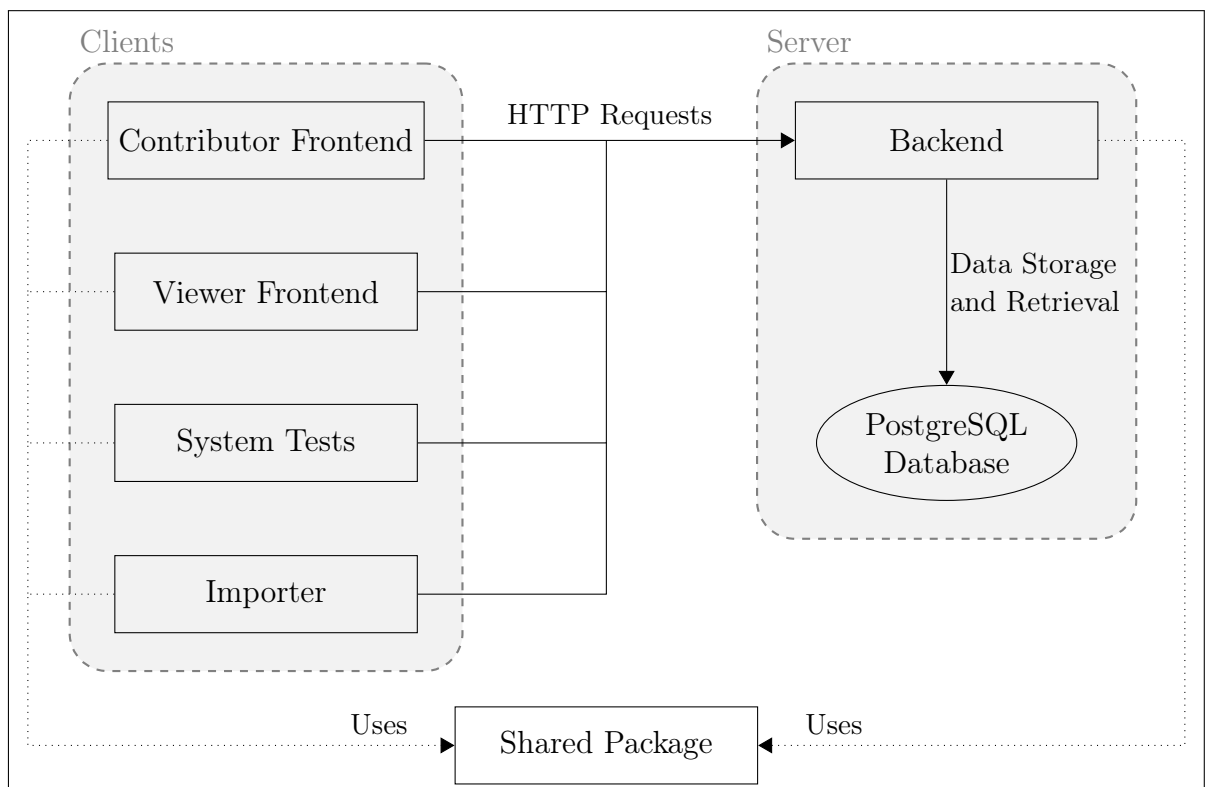 Clients
Server
HTTP Requests
Contributor Frontend
Backend
Data Storage
and Retrieval
Viewer Frontend
System Tests
PostgreSQL
Database
Importer
Uses
Shared Package
Uses